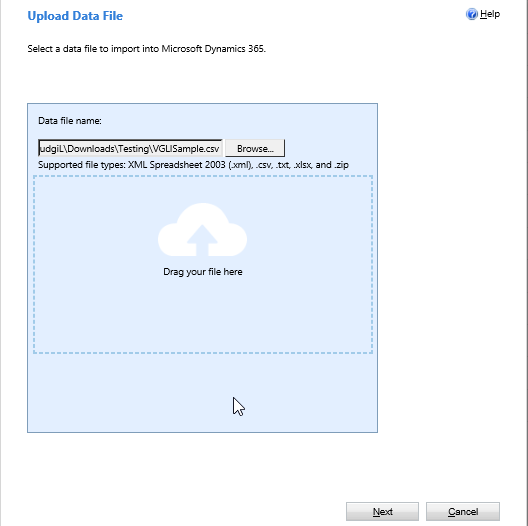 Upload Data File
Help
Select a data file to import into Microsoft Dynamics 365.
Data file name:
udgiL\Downloads\Testing\VGLISample.csv
Browse...
Supported file types: XML Spreadsheet 2003 (.xml), .csv, .txt, .xlsx, and .zip
Drag your file here
Next
Cancel